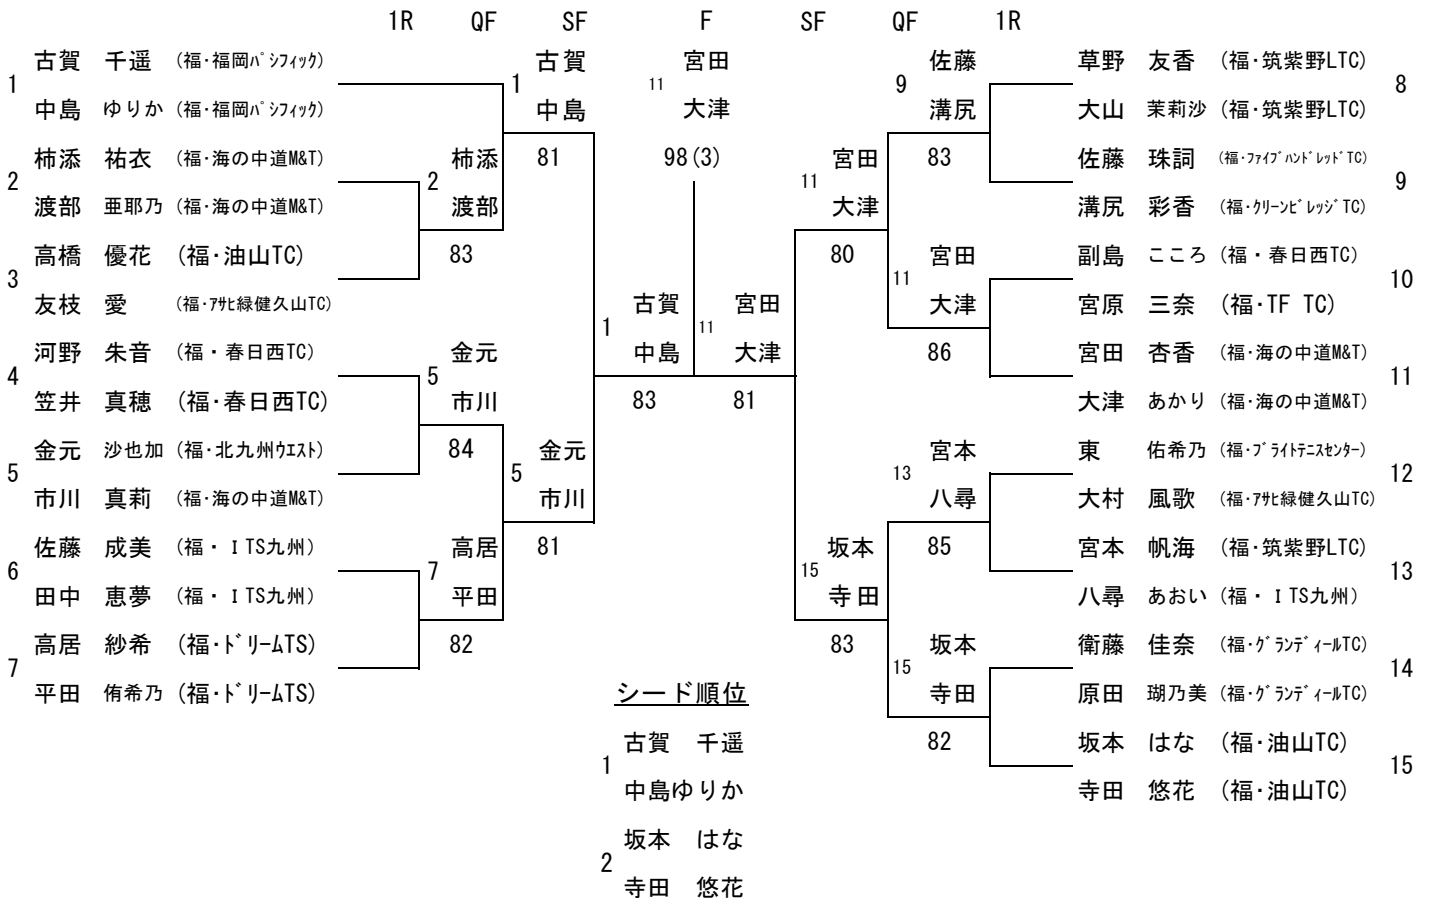 1R QF SF F SF QF 1R
古賀 千遥 (福・福岡ﾊﾟｼﾌｨｯｸ) 古賀 宮田 佐藤 草野 友香 (福・筑紫野LTC)
1 1 11 9 8
中島 ゆりか (福・福岡ﾊﾟｼﾌｨｯｸ) 中島 大津 溝尻 大山 茉莉沙 (福・筑紫野LTC)
柿添 祐衣 (福・海の中道M&T) 柿添 81 98(3) 宮田 83 佐藤 珠詞 (福・ﾌｧｲﾌﾞﾊﾝﾄﾞﾚｯﾄﾞTC)
2 2 11 9
渡部 亜耶乃 (福・海の中道M&T) 渡部 大津 溝尻 彩香 (福・ｸﾘｰﾝﾋﾞﾚｯｼﾞTC)
高橋 優花 (福・油山TC) 83 80 宮田 副島 こころ (福・春日西TC)
3 11 10
友枝 愛 (福・ｱｻﾋ緑健久山TC) 古賀 宮田 大津 宮原 三奈 (福・TF TC)
1 11
河野 朱音 (福・春日西TC) 金元 中島 大津 86 宮田 杏香 (福・海の中道M&T)
4 5 11
笠井 真穂 (福・春日西TC) 市川 83 81 大津 あかり (福・海の中道M&T)
金元 沙也加 (福・北九州ｳｴｽﾄ) 84 金元 宮本 東 佑希乃 (福・ﾌﾞﾗｲﾄﾃﾆｽｾﾝﾀｰ)
5 5 13 12
市川 真莉 (福・海の中道M&T) 市川 八尋 大村 風歌 (福・ｱｻﾋ緑健久山TC)
佐藤 成美 (福・ＩTS九州) 高居 81 坂本 85 宮本 帆海 (福・筑紫野LTC)
6 7 15 13
田中 恵夢 (福・ＩTS九州) 平田 寺田 八尋 あおい (福・ＩTS九州)
高居 紗希 (福・ﾄﾞﾘｰﾑTS) 82 83 坂本 衛藤 佳奈 (福・ｸﾞﾗﾝﾃﾞｨｰﾙTC)
7 15 14
平田 侑希乃 (福・ﾄﾞﾘｰﾑTS) シード順位 寺田 原田 瑚乃美 (福・ｸﾞﾗﾝﾃﾞｨｰﾙTC)
古賀 千遥 82 坂本 はな (福・油山TC)
1 15
中島ゆりか 寺田 悠花 (福・油山TC)
坂本 はな
2
寺田 悠花